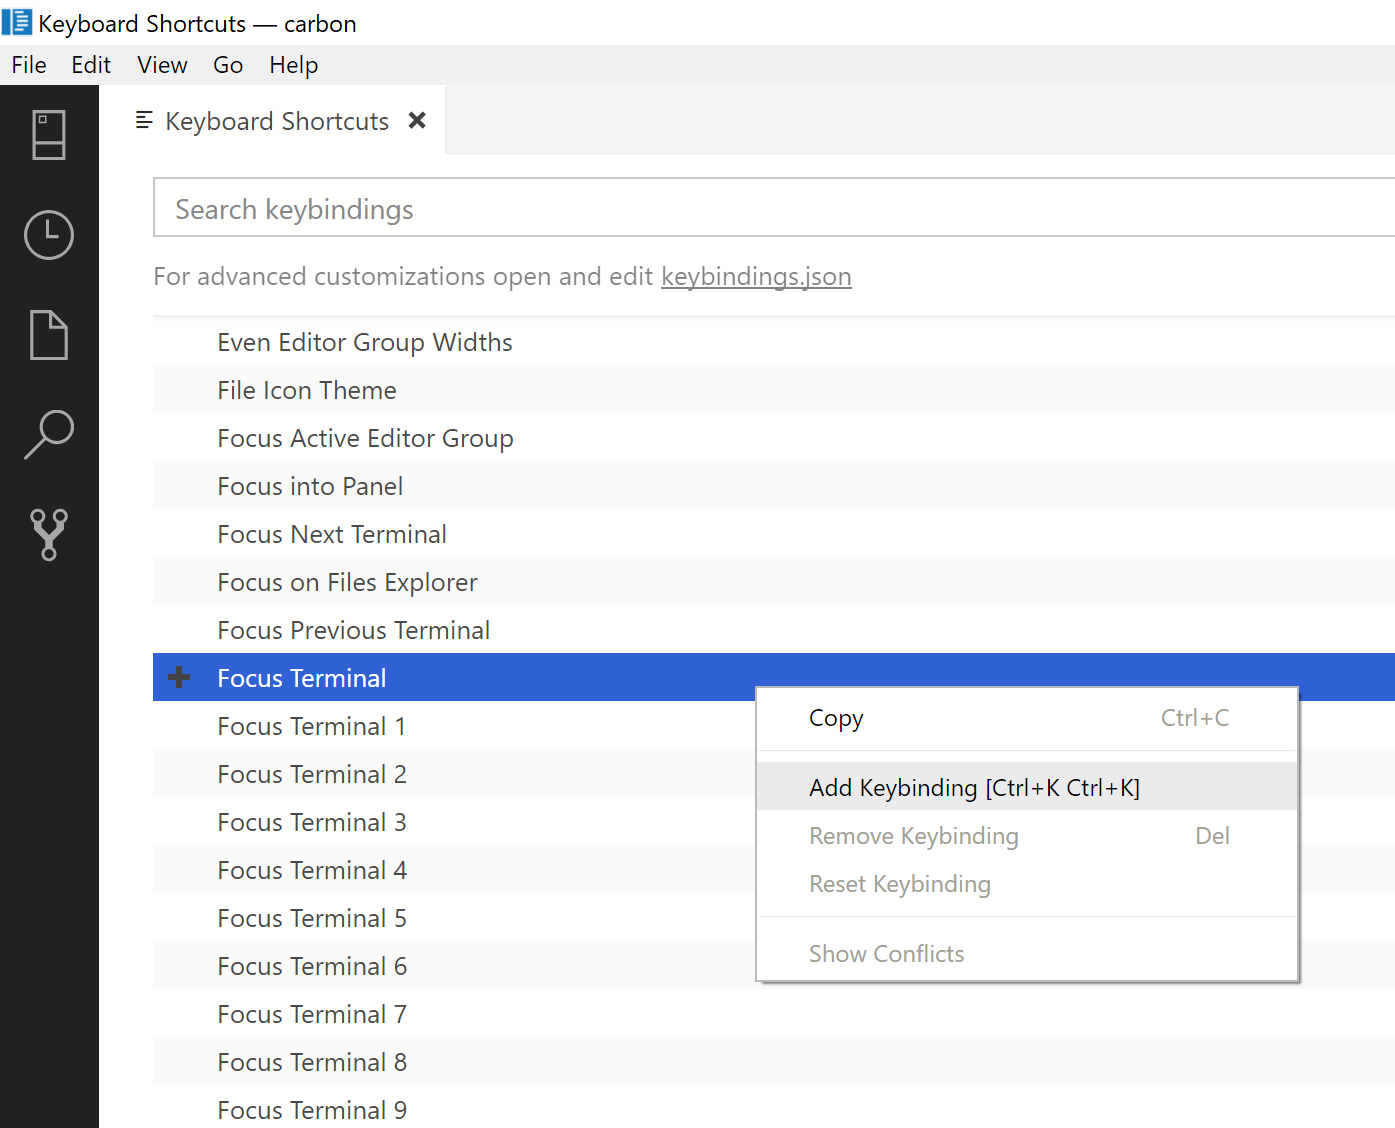 Keyboard Shortcuts — carbon
File Edit View Go Help
Keyboard Shortcuts
Search keybindings
For advanced customizations open and edit keybindings.json
Even Editor Group Widths
File Icon Theme
Focus Active Editor Group
Focus into Panel
Focus Next Terminal
Focus on Files Explorer
Focus Previous Terminal
Focus Terminal
Focus Terminal 1
Focus Terminal 2
Focus Terminal 3
Focus Terminal 4
Focus Terminal 5
Focus Terminal 6
Focus Terminal 7
Focus Terminal 8
Focus Terminal 9
Copy Ctrl+C
Add Keybinding [Ctrl+K Ctrl+K]
Remove Keybinding Del
Reset Keybinding
Show Conflicts